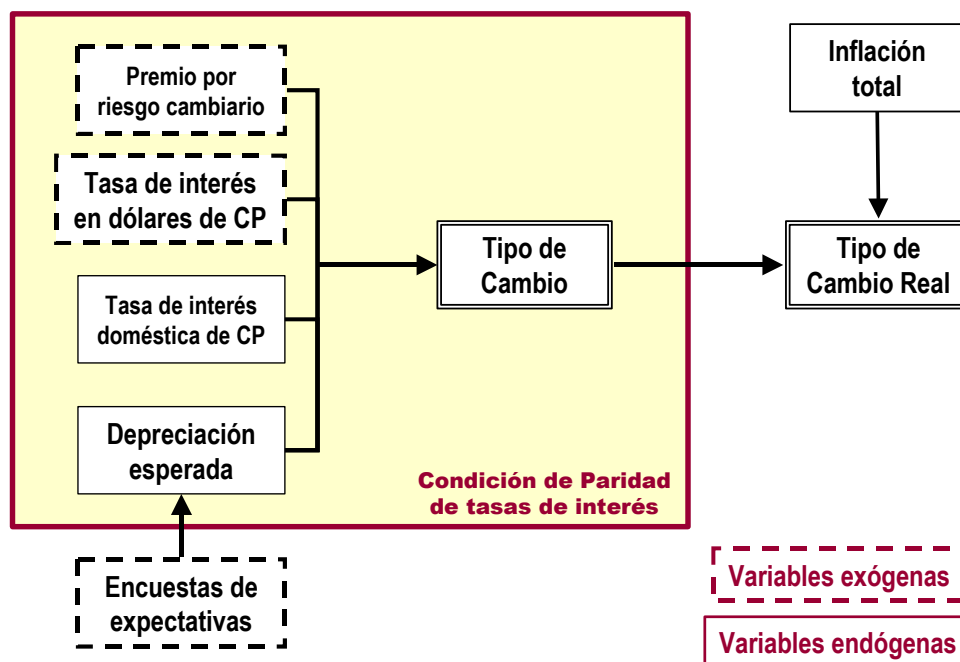 Premio por
riesgo cambiario
Tasa de interés
en dólares de CP
Tasa de interés
doméstica de CP
Depreciación
esperada
Encuestas de
expectativas
Tipo de
Cambio
Condición de Paridad
de tasas de interés
Inflación
total
Tipo de
Cambio Real
Variables exógenas
Variables endógenas